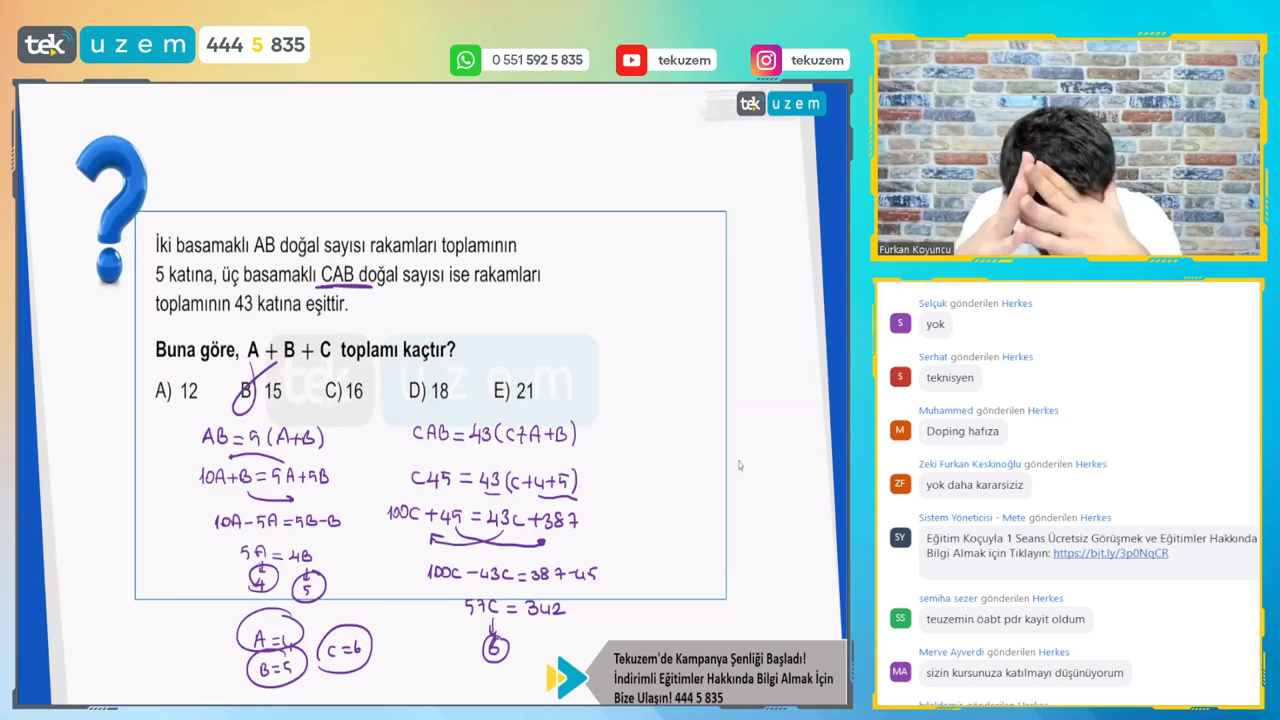 tek uzem 444 5 835
0 551 592 5 835
tekuzem
tekuzem
tek uzem
İki basamaklı AB doğal sayısı rakamları toplamının
5 katına, üç basamaklı CAB doğal sayısı ise rakamları
toplamının 43 katına eşittir.
Buna göre, A + B + C toplamı kaçtır?
A) 12 B) 15 C) 16 D) 18 E) 21
tek uzem
AB = 5 (A+B)
10A+B = 5A+5B
10A-5A = 5B-B
5A = 4B
4 5
A = 4
B = 5
C = 6
CAB = 43 (C+A+B)
C45 = 43 (C+4+5)
100C + 45 = 43C + 387
100C - 43C = 387-45
57C = 342
6
Tekuzem'de Kampanya Şenliği Başladı!
İndirimli Eğitimler Hakkında Bilgi Almak İçin
Bize Ulaşın! 444 5 835
Furkan Koyuncu
Selçuk gönderilen Herkes
S yok
Serhat gönderilen Herkes
S teknisyen
Muhammed gönderilen Herkes
M Doping hafıza
Zeki Furkan Keskinoğlu gönderilen Herkes
ZF yok daha kararsiziz
Sistem Yöneticisi - Mete gönderilen Herkes
SY Eğitim Koçuyla 1 Seans Ücretsiz Görüşmek ve Eğitimler Hakkında
Bilgi Almak için Tıklayın: https://bit.ly/3p0NqCR
semiha sezer gönderilen Herkes
SS teuzemin öabt pdr kayit oldum
Merve Ayverdi gönderilen Herkes
MA sizin kursunuza katılmayı düşünüyorum